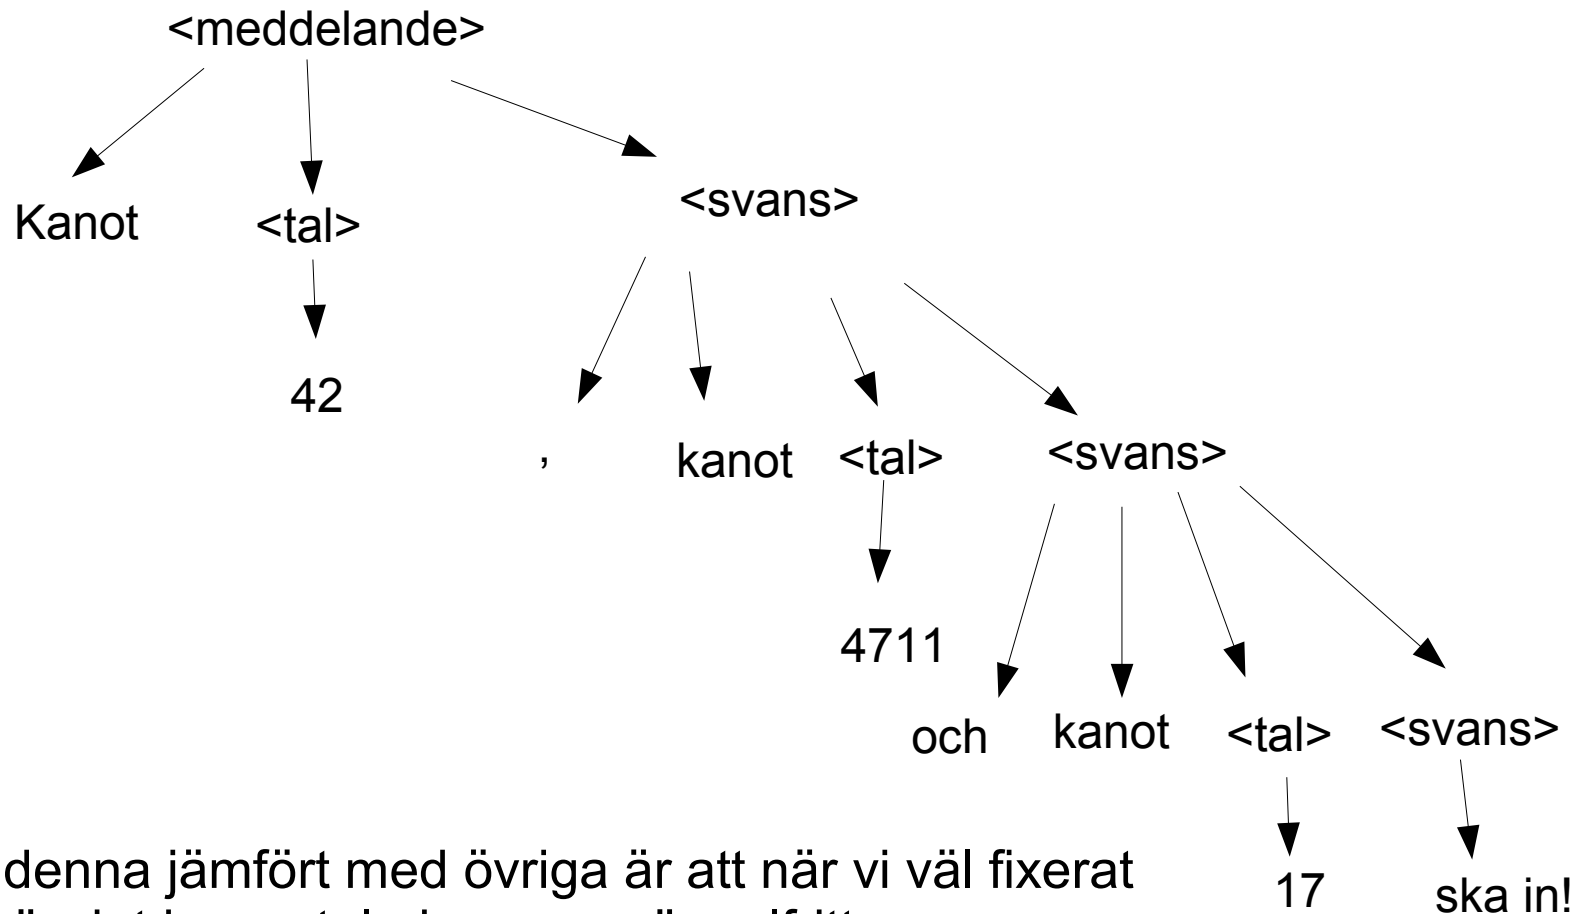 <meddelande>
Kanot <tal> <svans>
42
, kanot <tal> <svans>
4711
och kanot <tal> <svans>
17 ska in!
denna jämfört med övriga är att när vi väl fixerat